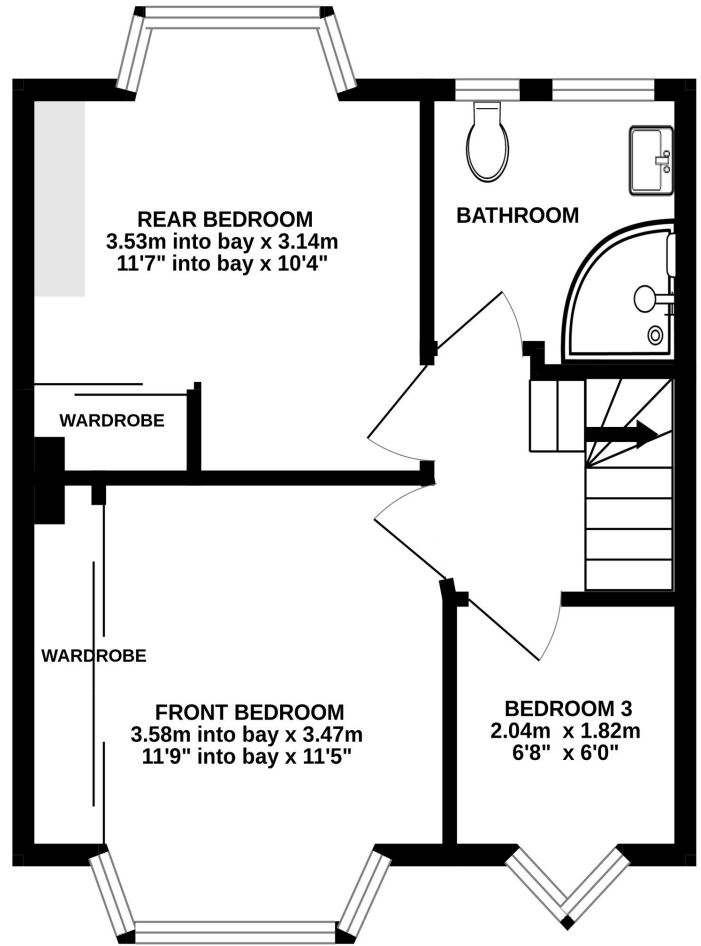 REAR BEDROOM
3.53m into bay x 3.14m
11'7" into bay x 10'4"
BATHROOM
WARDROBE
WARDROBE
FRONT BEDROOM
3.58m into bay x 3.47m
11'9" into bay x 11'5"
BEDROOM 3
2.04m x 1.82m
6'8" x 6'0"